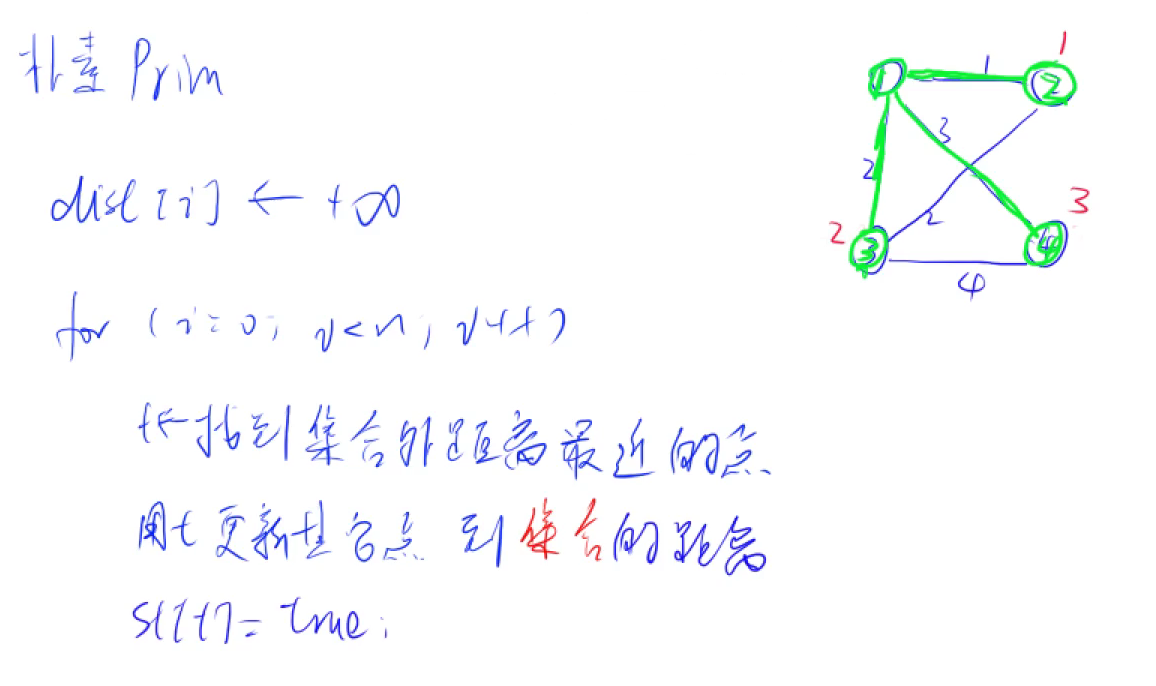 朴素 Prim
dist[i] ← +∞
for (i=0; i<n; i++)
t←找到集合外距离最近的点
用t更新其它点 到集合的距离
st[t]=true;
1
1
1
2
3
2
2
3
2
3
4
4